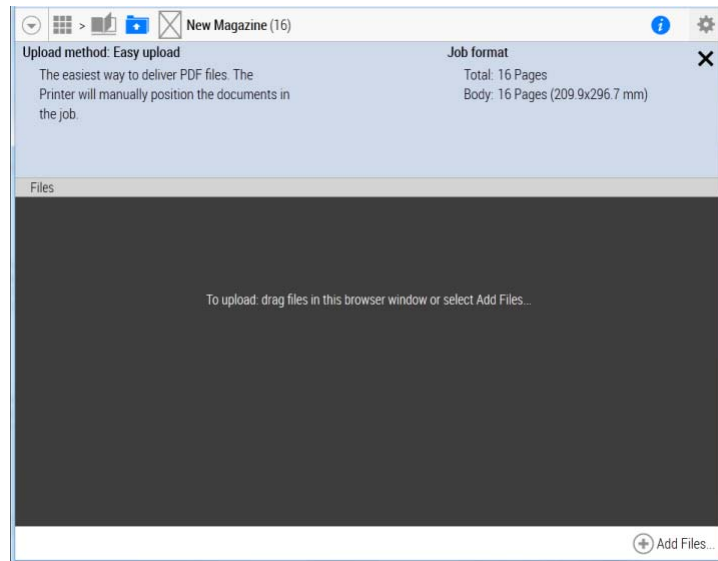 > New Magazine (16)
Upload method: Easy upload
The easiest way to deliver PDF files. The
Printer will manually position the documents in
the job.
Job format
Total: 16 Pages
Body: 16 Pages (209.9x296.7 mm)
Files
To upload: drag files in this browser window or select Add Files...
Add Files...